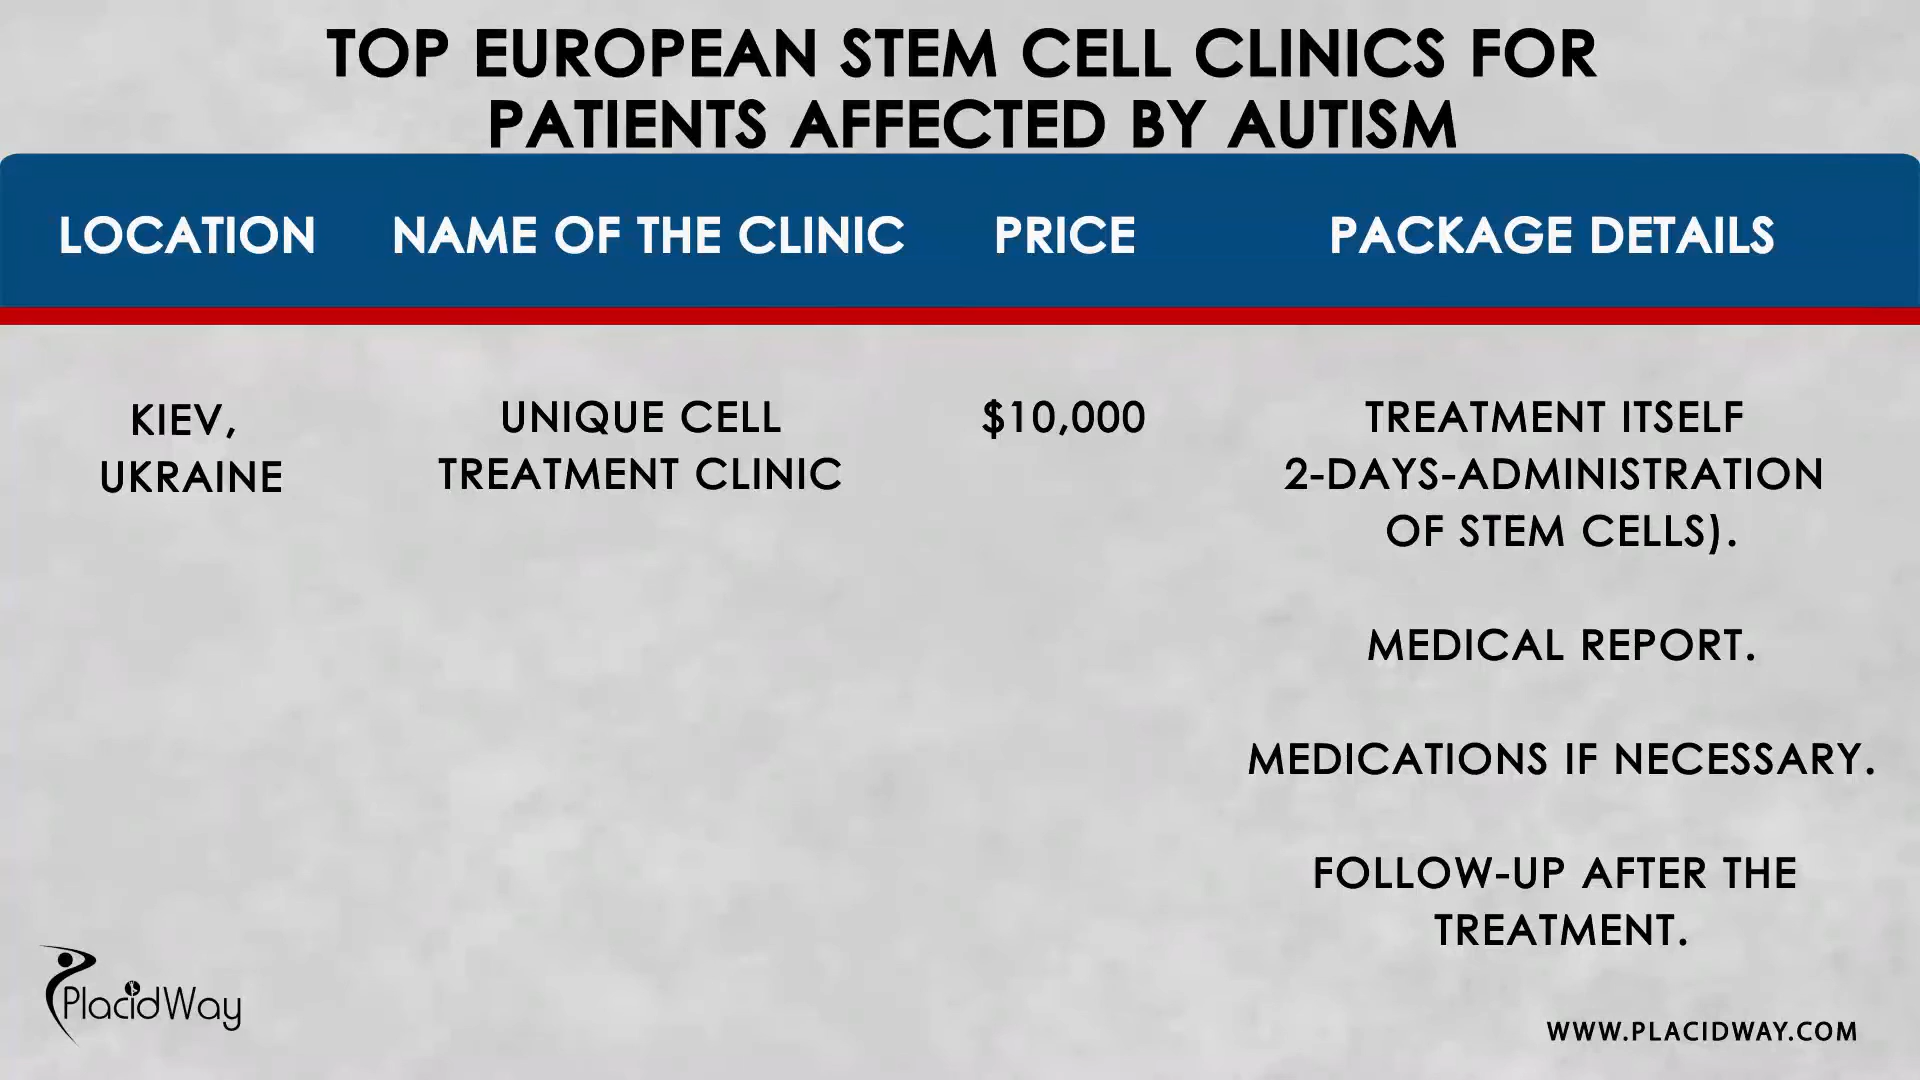 TOP EUROPEAN STEM CELL CLINICS FOR
PATIENTS AFFECTED BY AUTISM
LOCATION NAME OF THE CLINIC PRICE PACKAGE DETAILS
KIEV,
UKRAINE
UNIQUE CELL
TREATMENT CLINIC
$10,000
TREATMENT ITSELF
2-DAYS-ADMINISTRATION
OF STEM CELLS).
MEDICAL REPORT.
MEDICATIONS IF NECESSARY.
FOLLOW-UP AFTER THE
TREATMENT.
PlacidWay
WWW.PLACIDWAY.COM